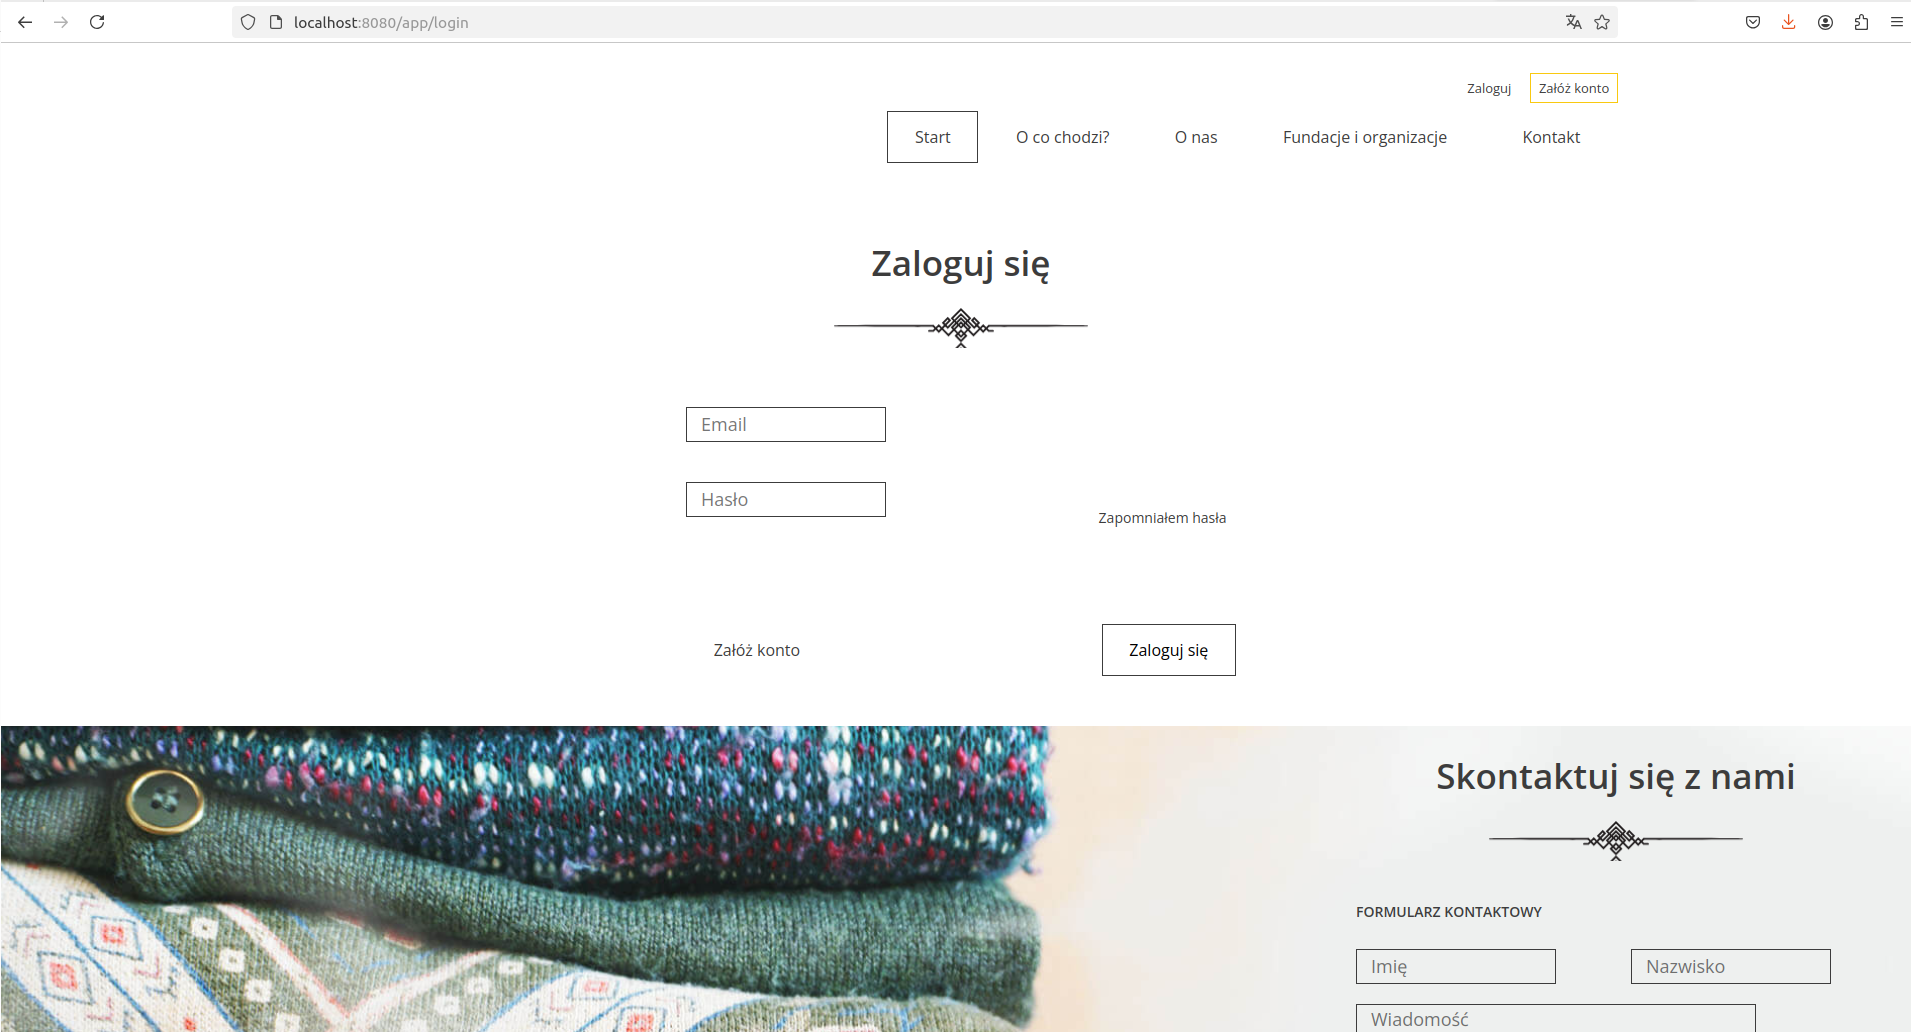 localhost:8080/app/login
Zaloguj Załóż konto
Start O co chodzi? O nas Fundacje i organizacje Kontakt
Zaloguj się
Email
Hasło
Zapomniałem hasła
Załóż konto Zaloguj się
Skontaktuj się z nami
FORMULARZ KONTAKTOWY
Imię Nazwisko
Wiadomość